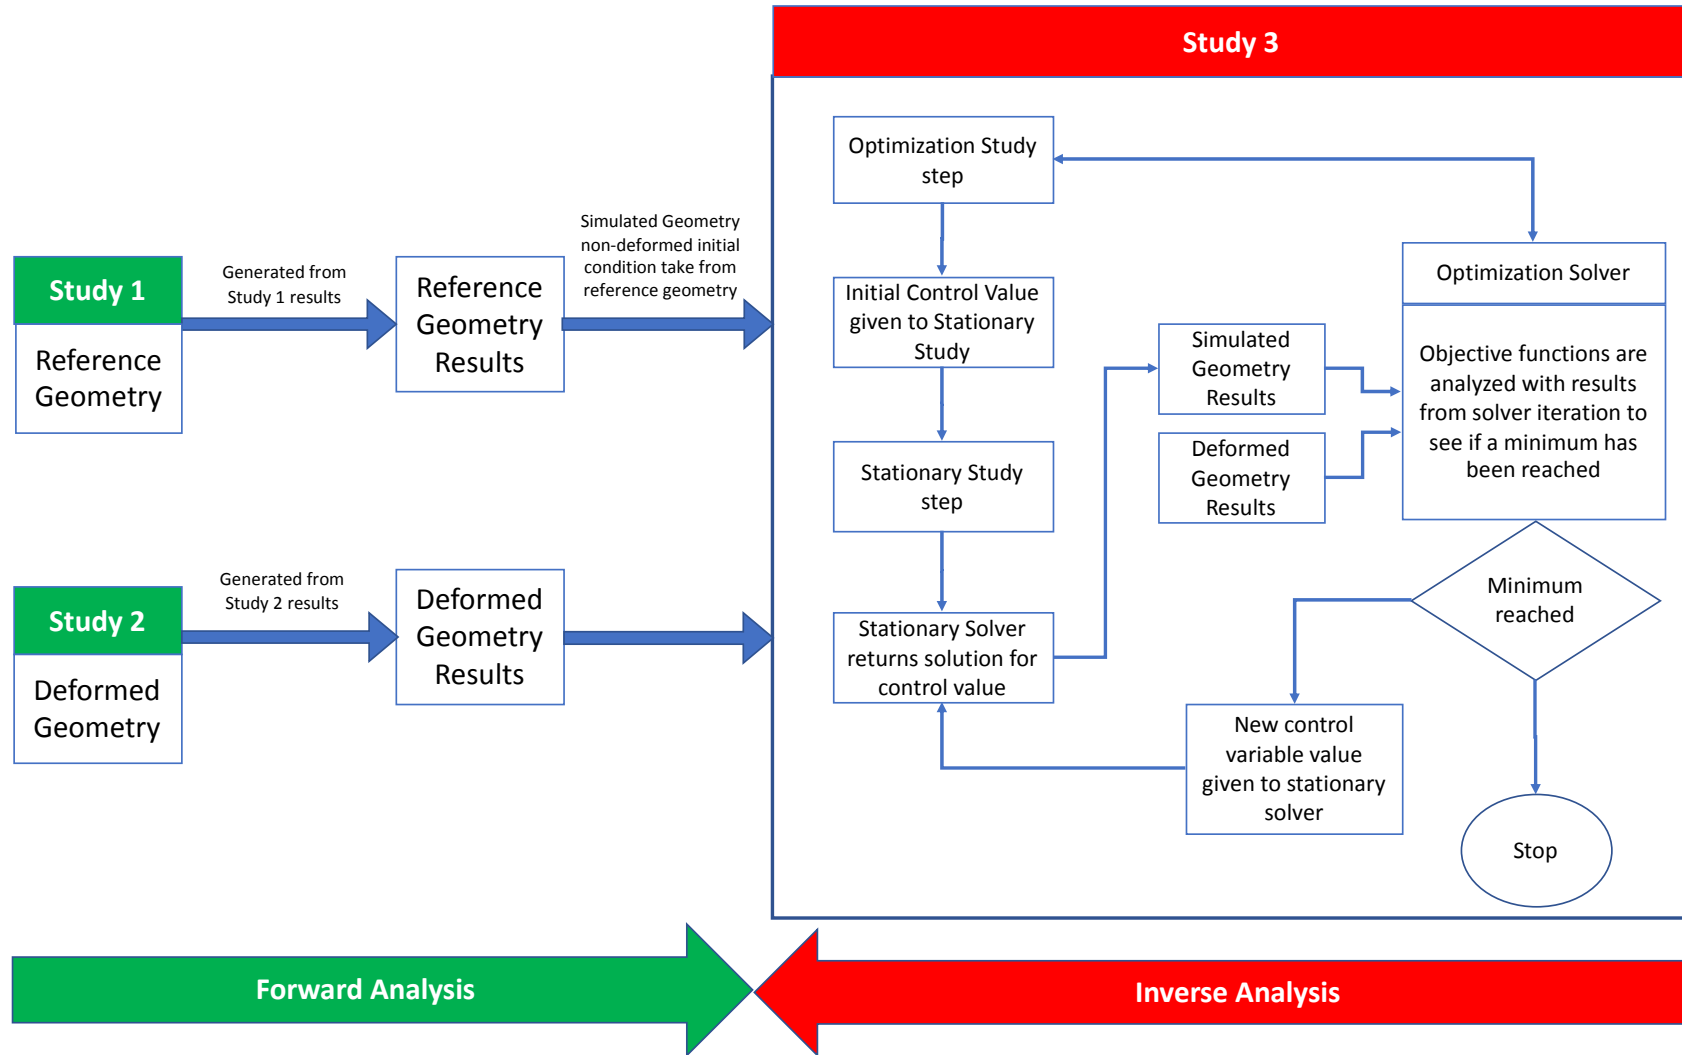 Study 3
Study 1
Reference
Geometry
Generated from
Study 1 results
Reference
Geometry
Results
Simulated Geometry
non-deformed initial
condition take from
reference geometry
Study 2
Deformed
Geometry
Generated from
Study 2 results
Deformed
Geometry
Results
Optimization Study
step
Initial Control Value
given to Stationary
Study
Stationary Study
step
Stationary Solver
returns solution for
control value
Simulated
Geometry
Results
Deformed
Geometry
Results
Optimization Solver
Objective functions are
analyzed with results
from solver iteration to
see if a minimum has
been reached
Minimum
reached
New control
variable value
given to stationary
solver
Stop
Forward Analysis
Inverse Analysis